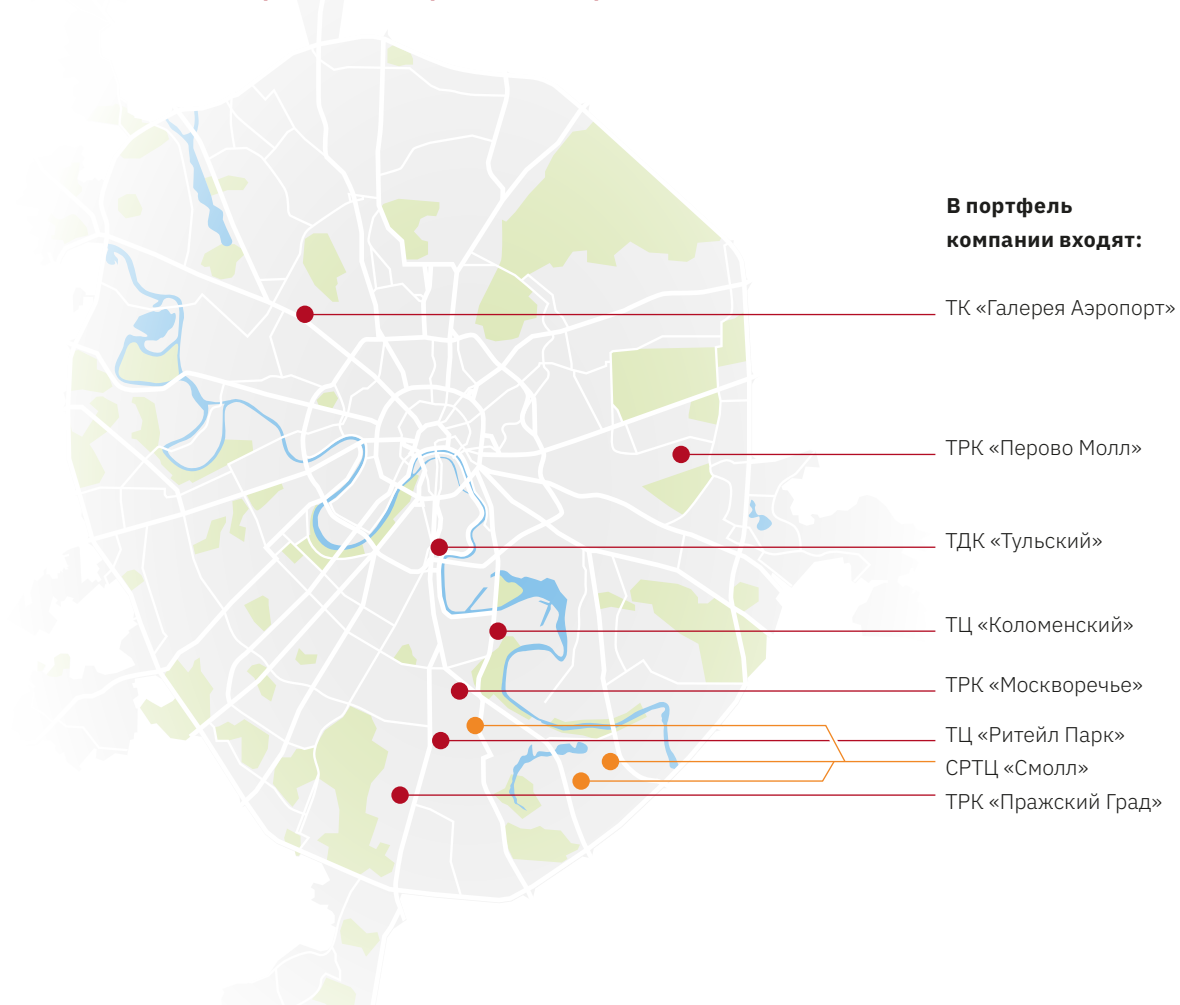 В портфель
компании входят:
ТК «Галерея Аэропорт»
ТРК «Перово Молл»
ТДК «Тульский»
ТЦ «Коломенский»
ТРК «Москворечье»
ТЦ «Ритейл Парк»
СРТЦ «Смолл»
ТРК «Пражский Град»